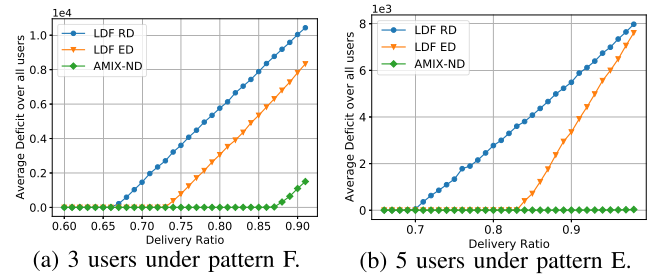 1e4
LDF RD
LDF ED
AMIX-ND
Average Deficit over all users
1.0
0.8
0.6
0.4
0.2
0.0
0.60 0.65 0.70 0.75 0.80 0.85 0.90
Delivery Ratio
(a) 3 users under pattern F.
1e3
LDF RD
LDF ED
AMIX-ND
Average Deficit over all users
8
6
4
2
0
0.7 0.8 0.9
Delivery Ratio
(b) 5 users under pattern E.